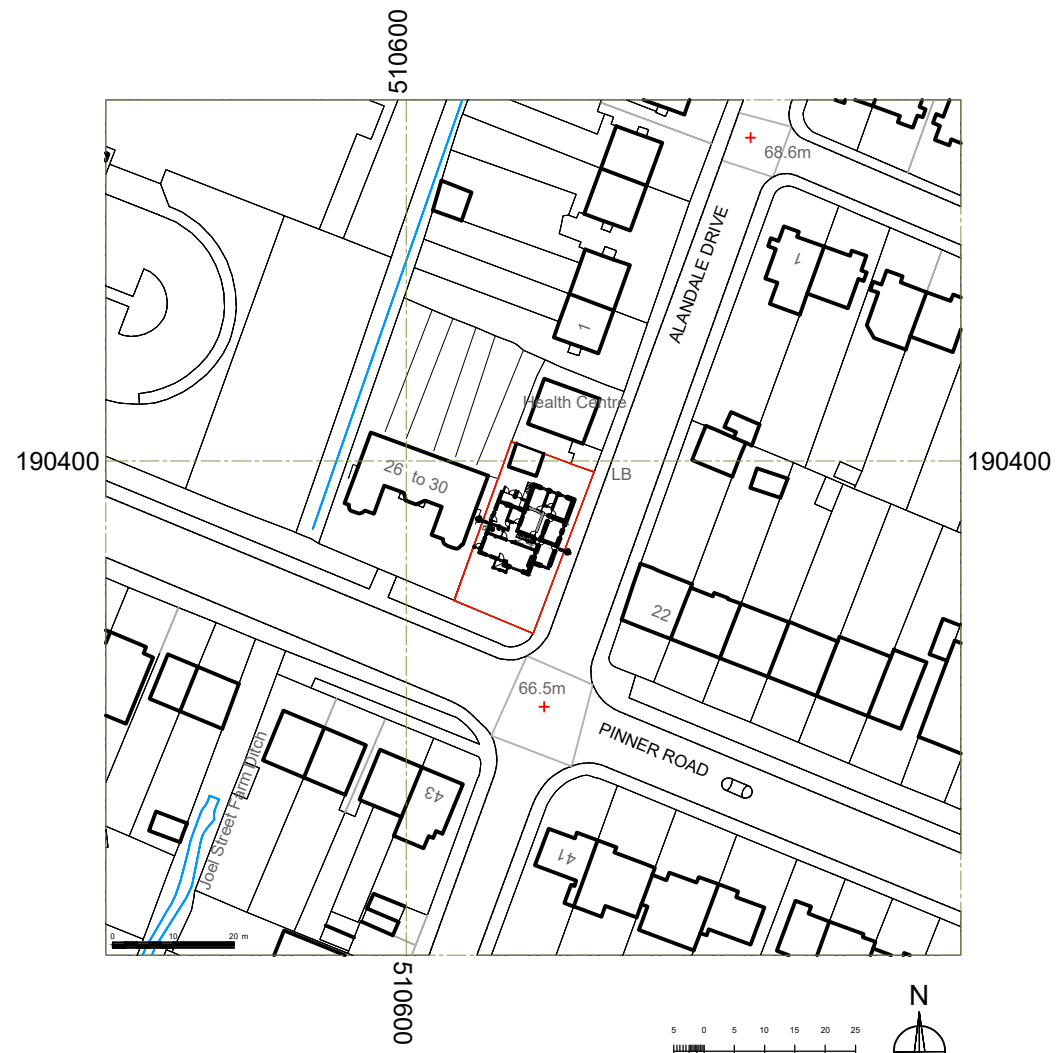 510600
68.6m
ALANDALE DRIVE
1
1
Health Centre
190400
190400
26 to 30
LB
22
66.5m
PINNER ROAD
Joel Street Farm Ditch
43
41
0 10 20 m
510600
N
5 0 5 10 15 20 25